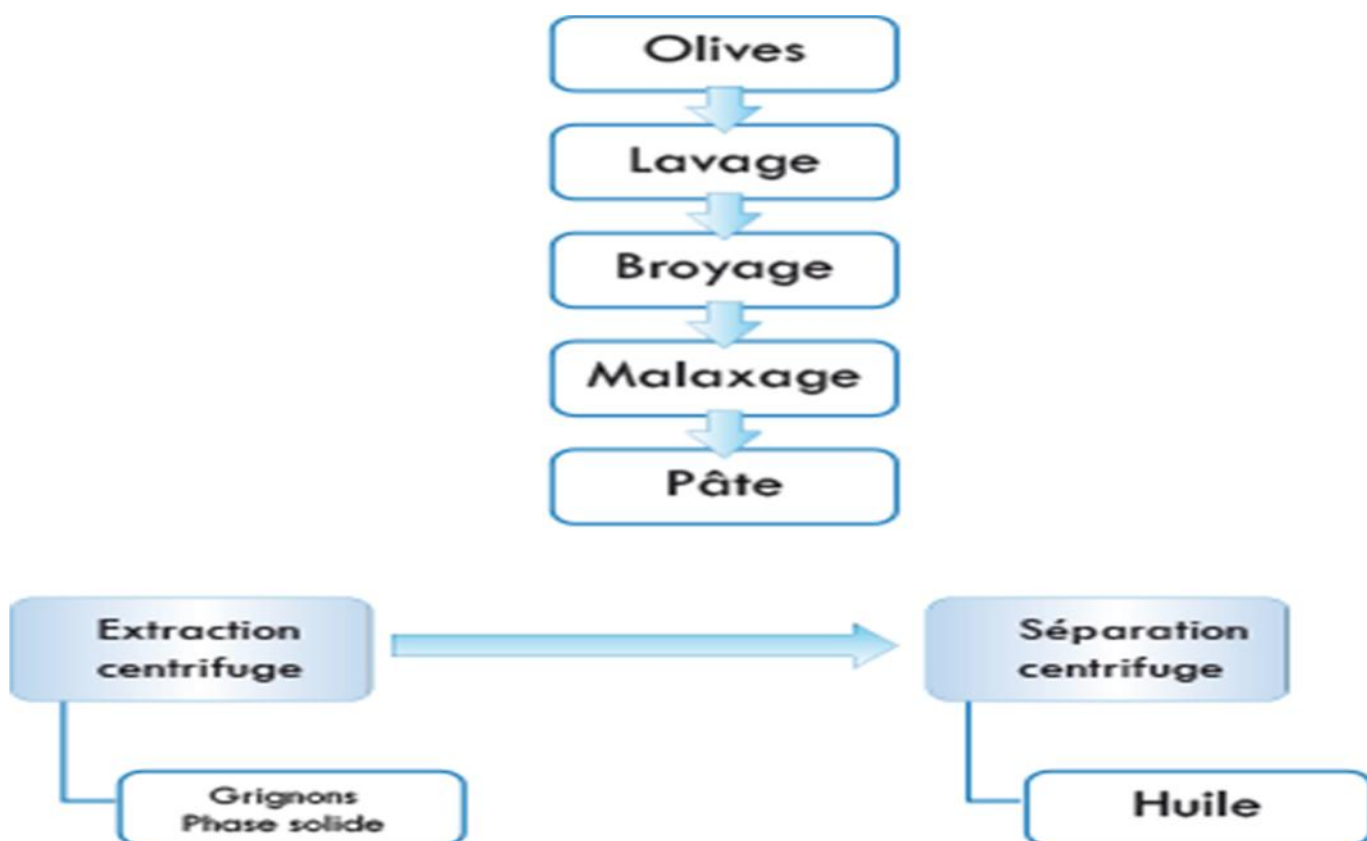 Olives
Lavage
Broyage
Malaxage
Pâte
Extraction
centrifuge
Séparation
centrifuge
Grignons
Phase solide
Huile